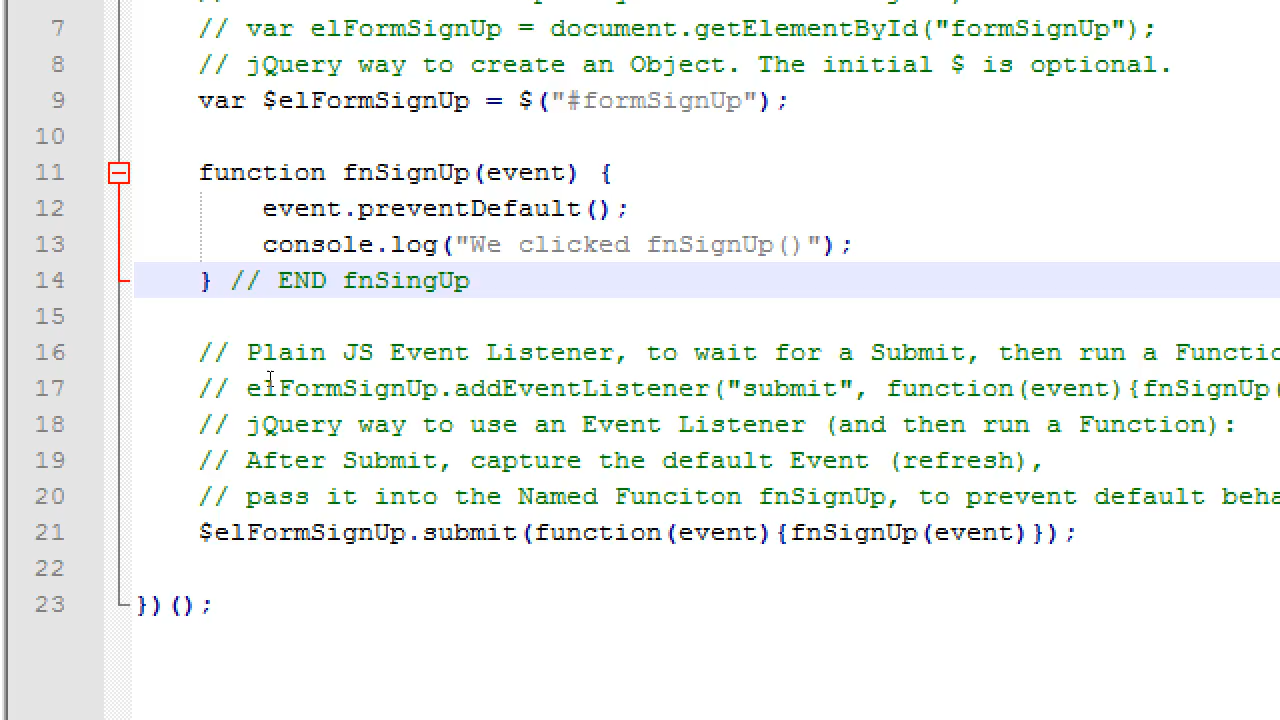 7 // var elFormSignUp = document.getElementById("formSignUp");
8 // jQuery way to create an Object. The initial $ is optional.
9 var $elFormSignUp = $("#formSignUp");
10
11 function fnSignUp(event) {
12 event.preventDefault();
13 console.log("We clicked fnSignUp()");
14 } // END fnSingUp
15
16 // Plain JS Event Listener, to wait for a Submit, then run a
17 // elFormSignUp.addEventListener("submit", function(event){fnSignUp(
18 // jQuery way to use an Event Listener (and then run a Function):
19 // After Submit, capture the default Event (refresh),
20 // pass it into the Named Funciton fnSignUp, to prevent default
21 $elFormSignUp.submit(function(event){fnSignUp(event)});
22
23 })();